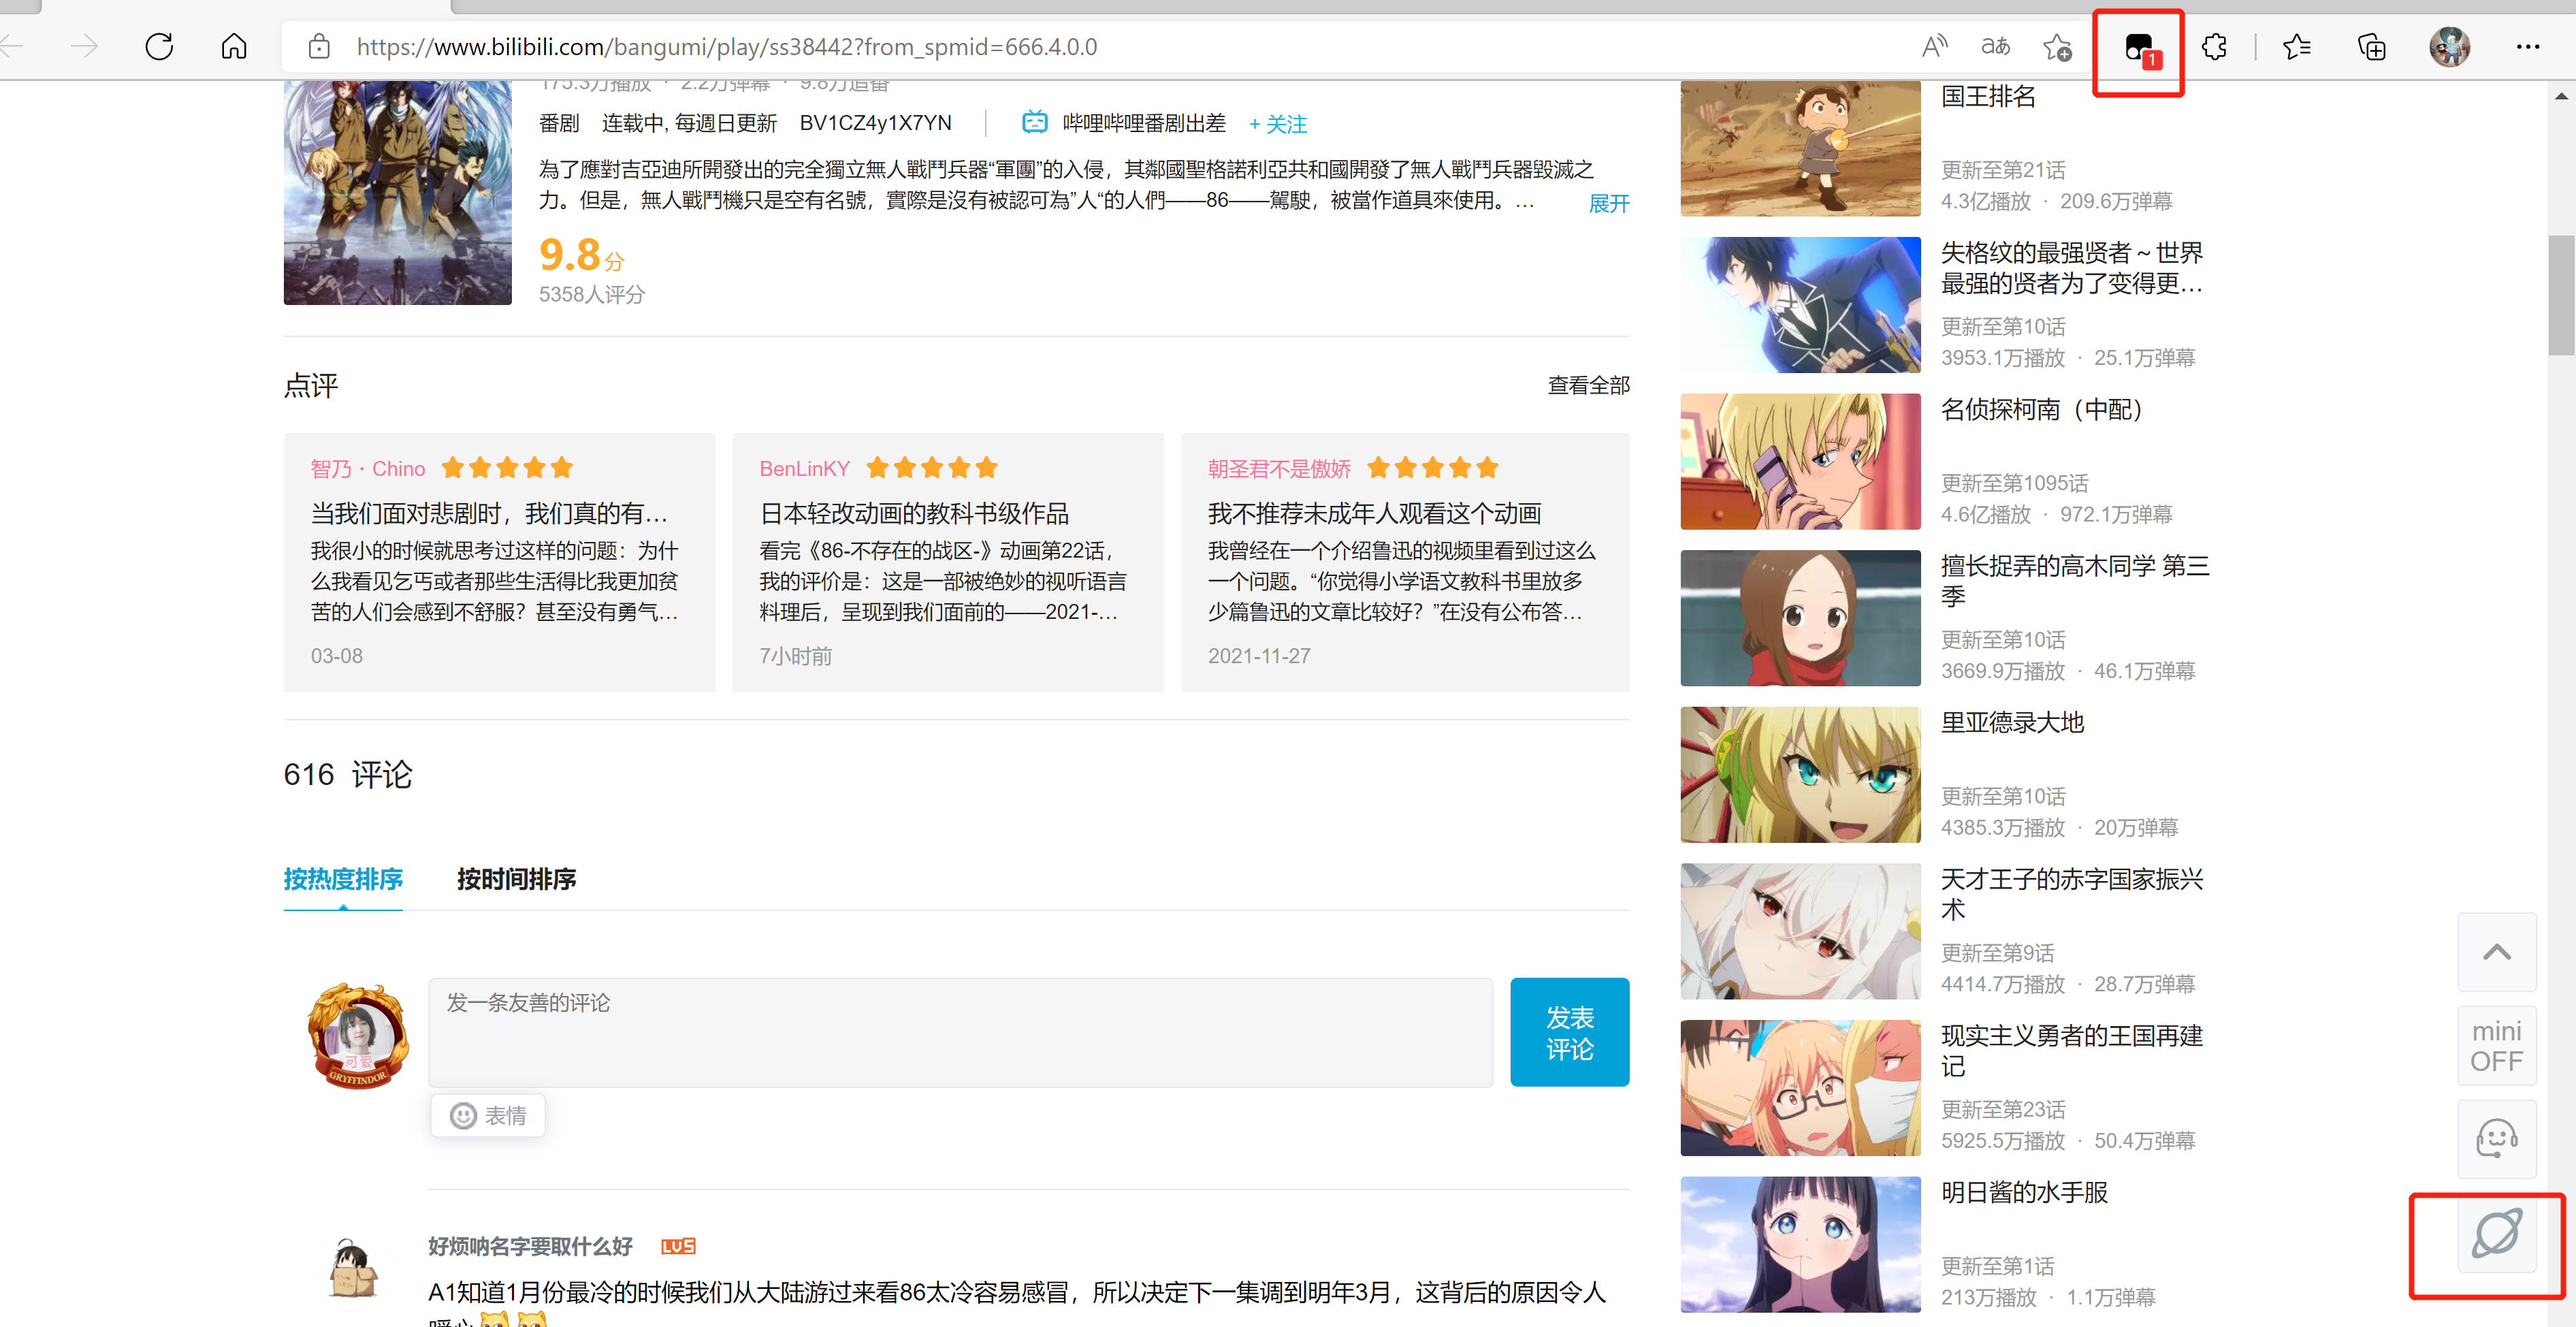 https://www.bilibili.com/bangumi/play/ss38442?from_spmid=666.4.0.0
aあ
1
175.3万播放 · 2.2万弹幕 · 9.8万追番
番剧 连载中, 每週日更新 BV1CZ4y1X7YN
哔哩哔哩番剧出差 + 关注
為了應對吉亞迪所開發出的完全獨立無人戰鬥兵器“軍團”的入侵，其鄰國聖格諾利亞共和國開發了無人戰鬥兵器毀滅之
力。但是，無人戰鬥機只是空有名號，實際是沒有被認可為”人“的人們——86——駕駛，被當作道具來使用。…
展开
9.8分
5358人评分
点评
查看全部
智乃·Chino
当我们面对悲剧时，我们真的有…
我很小的时候就思考过这样的问题：为什
么我看见乞丐或者那些生活得比我更加贫
苦的人们会感到不舒服？甚至没有勇气…
03-08
BenLinKY
日本轻改动画的教科书级作品
看完《86-不存在的战区-》动画第22话，
我的评价是：这是一部被绝妙的视听语言
料理后，呈现到我们面前的——2021-…
7小时前
朝圣君不是傲娇
我不推荐未成年人观看这个动画
我曾经在一个介绍鲁迅的视频里看到过这么
一个问题。“你觉得小学语文教科书里放多
少篇鲁迅的文章比较好？”在没有公布答…
2021-11-27
616 评论
按热度排序 按时间排序
可爱
GRYFFINDOR
发一条友善的评论
发表
评论
表情
好烦呐名字要取什么好 LV5
A1知道1月份最冷的时候我们从大陆游过来看86太冷容易感冒，所以决定下一集调到明年3月，这背后的原因令人
暖心
国王排名
更新至第21话
4.3亿播放 · 209.6万弹幕
失格纹的最强贤者～世界
最强的贤者为了变得更…
更新至第10话
3953.1万播放 · 25.1万弹幕
名侦探柯南（中配）
更新至第1095话
4.6亿播放 · 972.1万弹幕
擅长捉弄的高木同学 第三
季
更新至第10话
3669.9万播放 · 46.1万弹幕
里亚德录大地
更新至第10话
4385.3万播放 · 20万弹幕
天才王子的赤字国家振兴
术
更新至第9话
4414.7万播放 · 28.7万弹幕
现实主义勇者的王国再建
记
更新至第23话
5925.5万播放 · 50.4万弹幕
明日酱的水手服
更新至第1话
213万播放 · 1.1万弹幕
mini
OFF